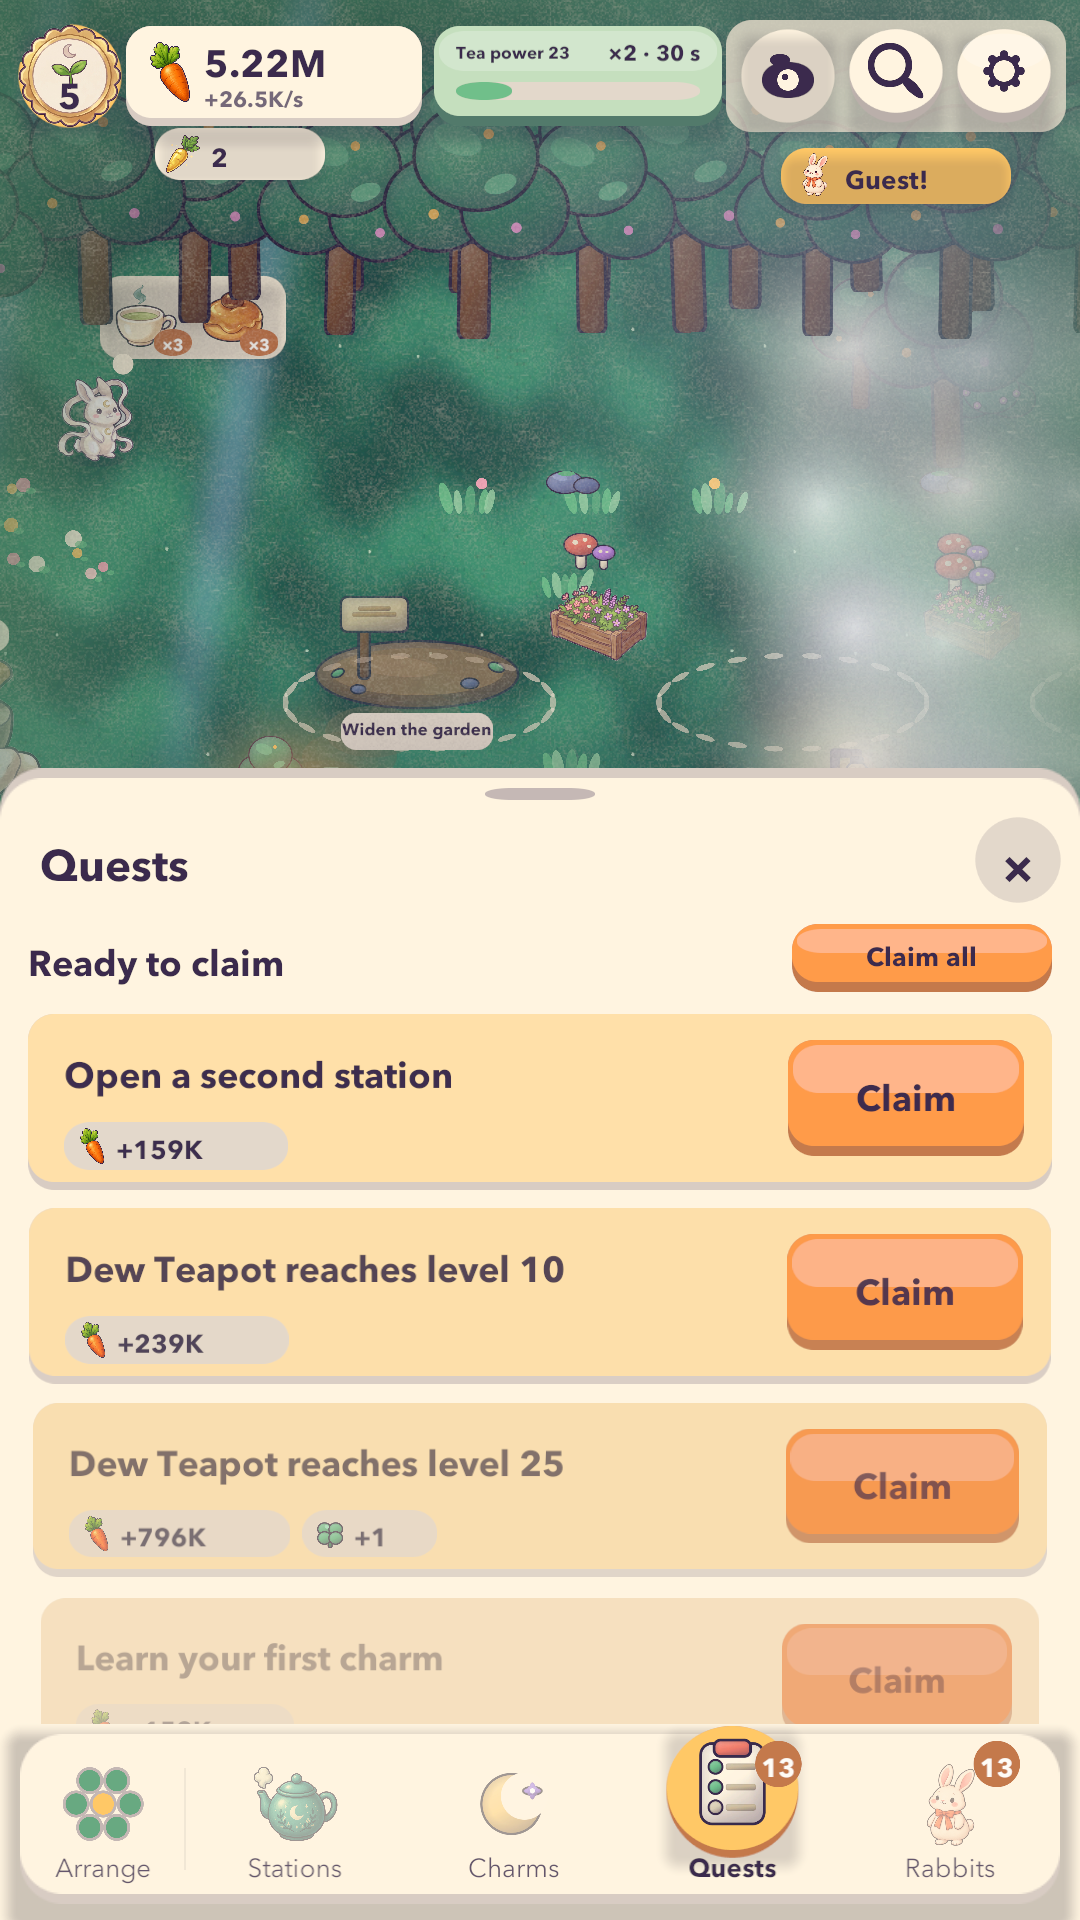 5
5.22M
+26.5K/s
Tea power 23
×2 · 30 s
2
Guest!
×3
×3
Widen the garden
Quests
Ready to claim
Claim all
Open a second station
Claim
+159K
Dew Teapot reaches level 10
Claim
+239K
Dew Teapot reaches level 25
Claim
+796K
+1
Learn your first charm
Claim
13
13
Arrange
Stations
Charms
Quests
Rabbits